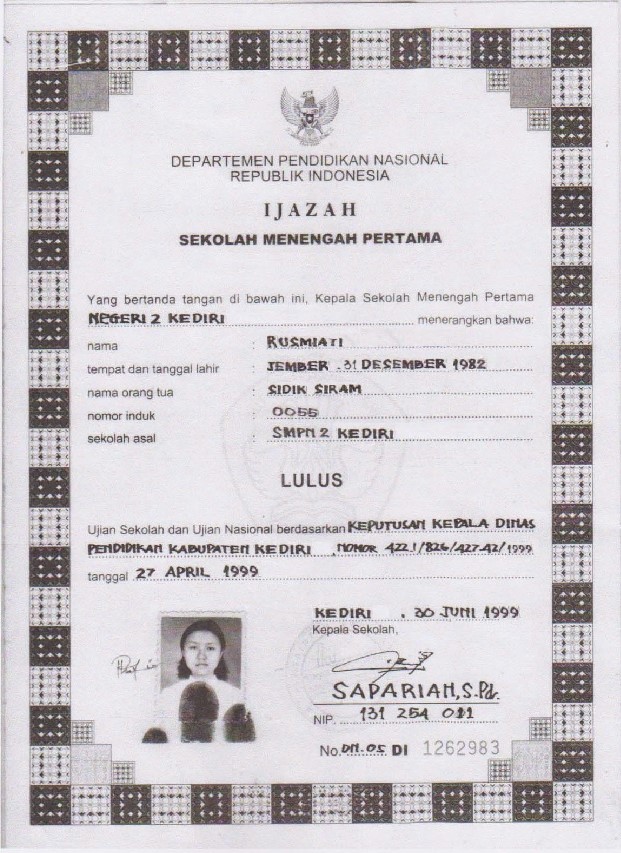 DEPARTEMEN PENDIDIKAN NASIONAL
REPUBLIK INDONESIA
IJAZAH
SEKOLAH MENENGAH PERTAMA
Yang bertanda tangan di bawah ini, Kepala Sekolah Menengah Pertama
NEGERI 2 KEDIRI menerangkan bahwa:
nama : RUSMIATI
tempat dan tanggal lahir : JEMBER . 31 DESEMBER 1982
nama orang tua : SIDIK SIRAM
nomor induk : 0055
sekolah asal : SMPN 2 KEDIRI
LULUS
Ujian Sekolah dan Ujian Nasional berdasarkan KEPUTUSAN KEPALA DINAS
PENDIDIKAN KABUPATEN KEDIRI . NOMOR 422.1/826/427.42/1999
tanggal 27 APRIL 1999
KEDIRI . 30 JUNI 1999
Kepala Sekolah,
SAPARIAH, S.Pd.
NIP. 131 254 011
No. DN.05 DI 1262983